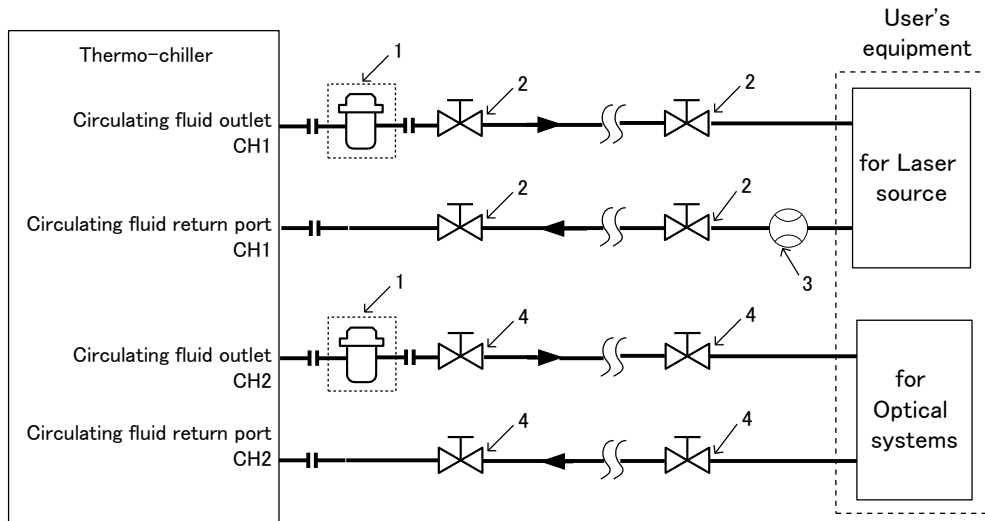 User's
equipment
Thermo-chiller
1
2
2
Circulating fluid outlet
CH1
for Laser
source
2
2
Circulating fluid return port
CH1
3
1
4
4
Circulating fluid outlet
CH2
for
Optical
systems
4
4
Circulating fluid return port
CH2